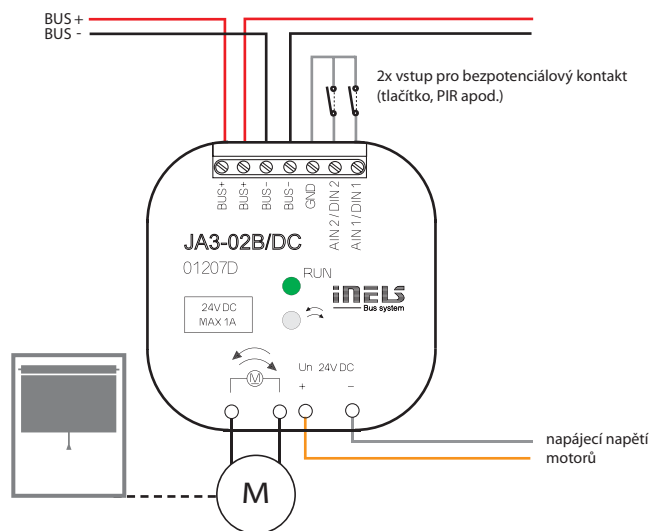 BUS +
BUS -
2x vstup pro bezpotenciálový kontakt
(tlačítko, PIR apod.)
BUS+
BUS+
BUS-
BUS-
GND
AIN 2 / DIN 2
AIN 1 / DIN 1
JA3-02B/DC
01207D
RUN
24V DC
MAX 1A
iNELS
Bus system
M
Un 24V DC
+ –
napájecí napětí
motorů
M